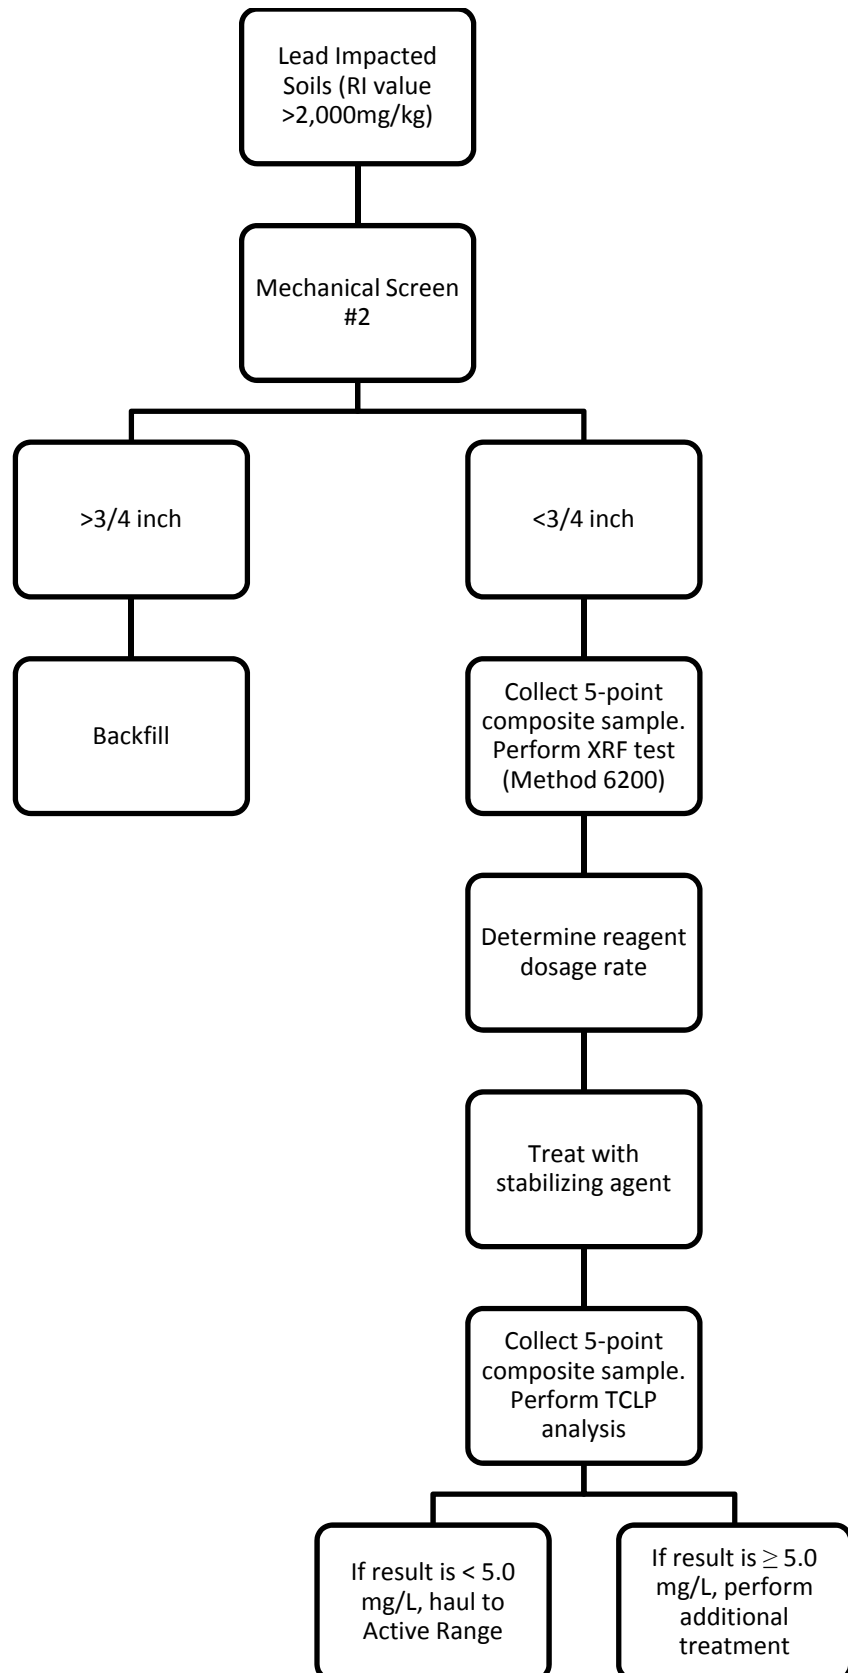 Lead Impacted
Soils (RI value
>2,000mg/kg)
Mechanical Screen
#2
>3/4 inch
<3/4 inch
Backfill
Collect 5-point
composite sample.
Perform XRF test
(Method 6200)
Determine reagent
dosage rate
Treat with
stabilizing agent
Collect 5-point
composite sample.
Perform TCLP
analysis
If result is < 5.0
mg/L, haul to
Active Range
If result is ≥ 5.0
mg/L, perform
additional
treatment